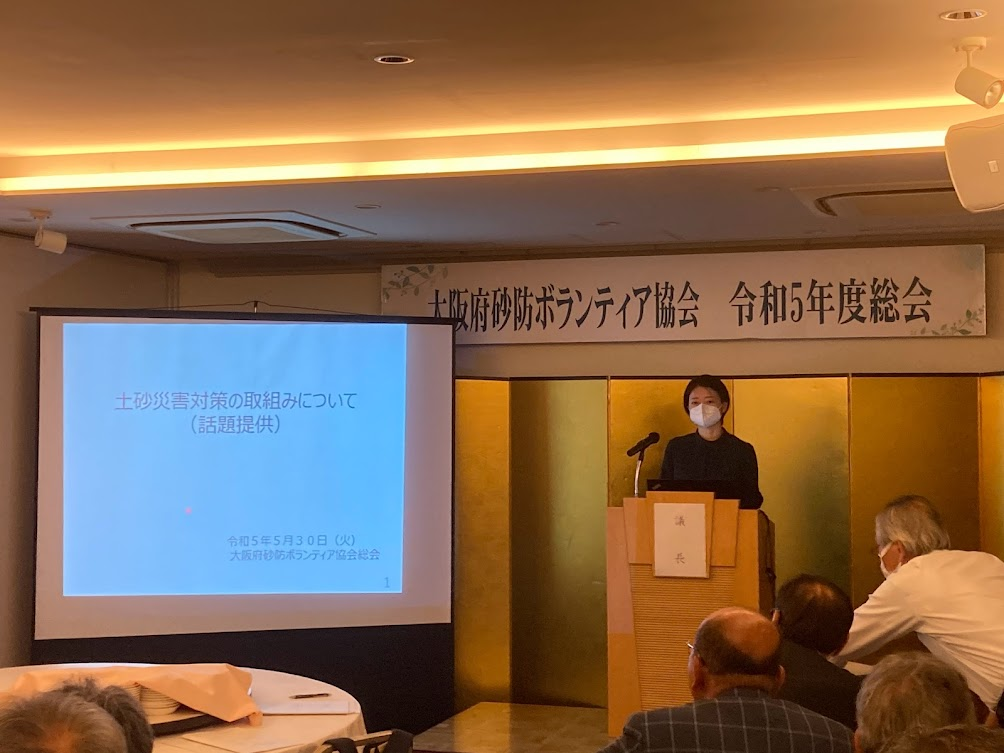 大阪府砂防ボランティア協会　令和5年度総会
土砂災害対策の取組みについて
（話題提供）
令和５年５月３０日（火）
大阪府砂防ボランティア協会総会
1
議長